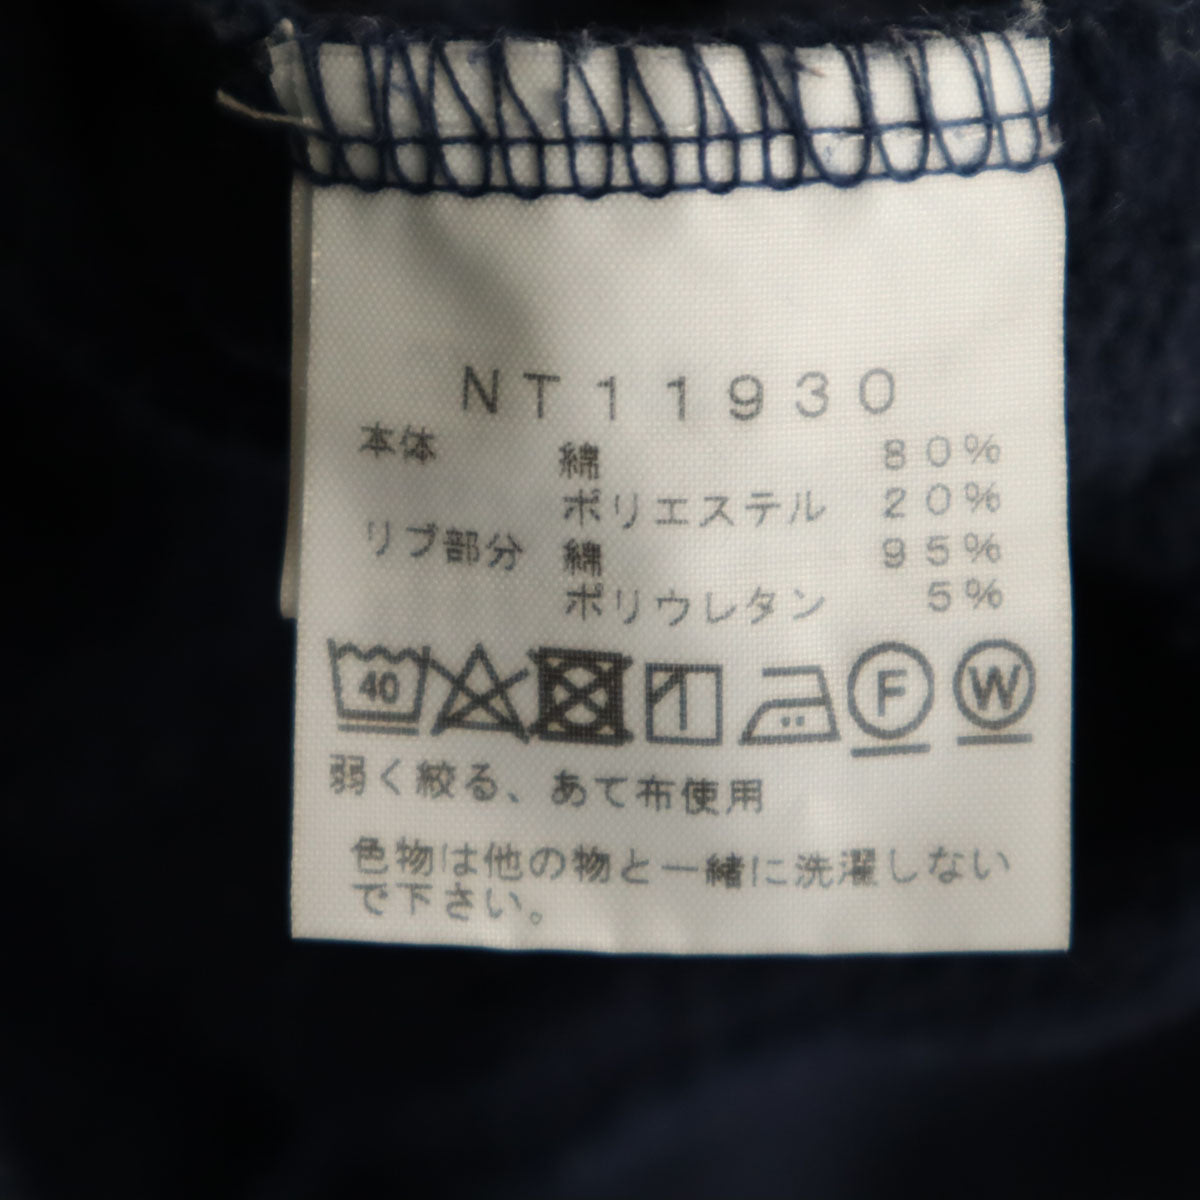 NT11930
本体 綿 80%
ポリエステル 20%
リブ部分 綿 95%
ポリウレタン 5%
40 F W
弱く絞る、あて布使用
色物は他の物と一緒に洗濯しない
で下さい。